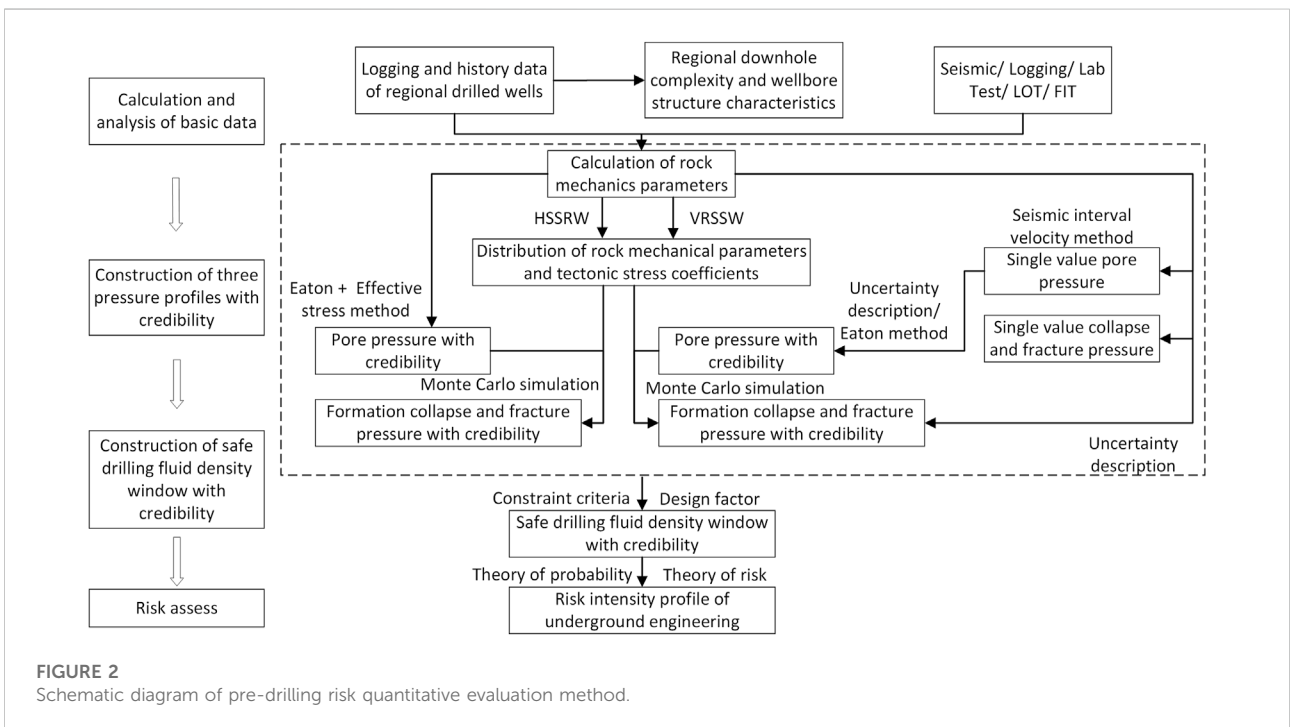 Calculation and
analysis of basic data
Construction of three
pressure profiles with
credibility
Construction of safe
drilling fluid density
window with
credibility
Risk assess
Logging and history data
of regional drilled wells
Regional downhole
complexity and wellbore
structure characteristics
Seismic/ Logging/ Lab
Test/ LOT/ FIT
Calculation of rock
mechanics parameters
HSSRW
VRSSW
Distribution of rock mechanical parameters
and tectonic stress coefficients
Seismic interval
velocity method
Single value pore
pressure
Single value collapse
and fracture pressure
Eaton + Effective
stress method
Uncertainty
description/
Eaton method
Pore pressure with
credibility
Pore pressure with
credibility
Monte Carlo simulation
Monte Carlo simulation
Formation collapse and fracture
pressure with credibility
Formation collapse and fracture
pressure with credibility
Uncertainty
description
Constraint criteria
Design factor
Safe drilling fluid density window
with credibility
Theory of probability
Theory of risk
Risk intensity profile of
underground engineering
FIGURE 2
Schematic diagram of pre-drilling risk quantitative evaluation method.